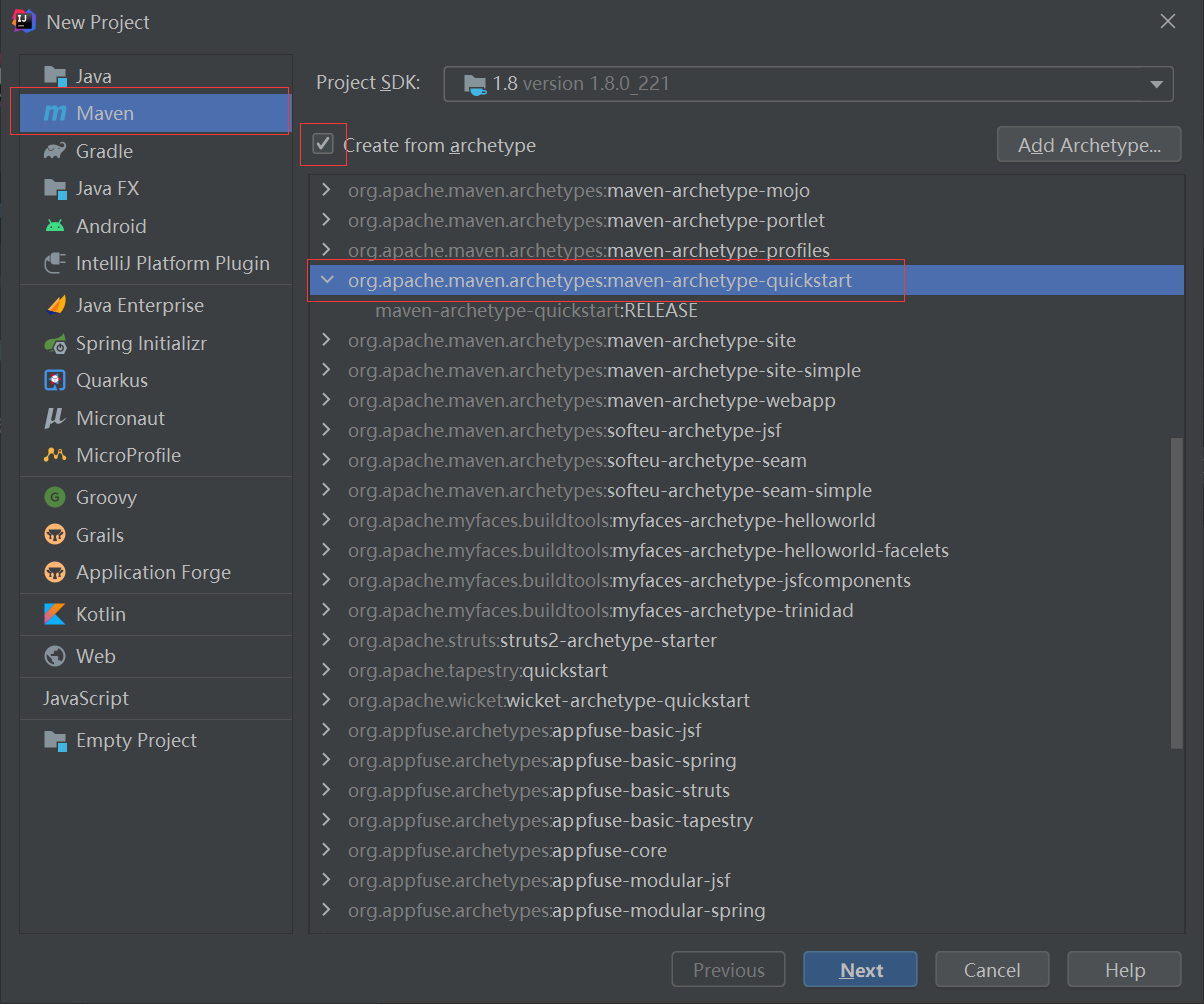 New Project
Java
Maven
Gradle
Java FX
Android
IntelliJ Platform Plugin
Java Enterprise
Spring Initializr
Quarkus
Micronaut
MicroProfile
Groovy
Grails
Application Forge
Kotlin
Web
JavaScript
Empty Project
Project SDK: 1.8 version 1.8.0_221
Create from archetype Add Archetype...
org.apache.maven.archetypes:maven-archetype-mojo
org.apache.maven.archetypes:maven-archetype-portlet
org.apache.maven.archetypes:maven-archetype-profiles
org.apache.maven.archetypes:maven-archetype-quickstart
maven-archetype-quickstart:RELEASE
org.apache.maven.archetypes:maven-archetype-site
org.apache.maven.archetypes:maven-archetype-site-simple
org.apache.maven.archetypes:maven-archetype-webapp
org.apache.maven.archetypes:softeu-archetype-jsf
org.apache.maven.archetypes:softeu-archetype-seam
org.apache.maven.archetypes:softeu-archetype-seam-simple
org.apache.myfaces.buildtools:myfaces-archetype-helloworld
org.apache.myfaces.buildtools:myfaces-archetype-helloworld-facelets
org.apache.myfaces.buildtools:myfaces-archetype-jsfcomponents
org.apache.myfaces.buildtools:myfaces-archetype-trinidad
org.apache.struts:struts2-archetype-starter
org.apache.tapestry:quickstart
org.apache.wicket:wicket-archetype-quickstart
org.appfuse.archetypes:appfuse-basic-jsf
org.appfuse.archetypes:appfuse-basic-spring
org.appfuse.archetypes:appfuse-basic-struts
org.appfuse.archetypes:appfuse-basic-tapestry
org.appfuse.archetypes:appfuse-core
org.appfuse.archetypes:appfuse-modular-jsf
org.appfuse.archetypes:appfuse-modular-spring
Previous Next Cancel Help